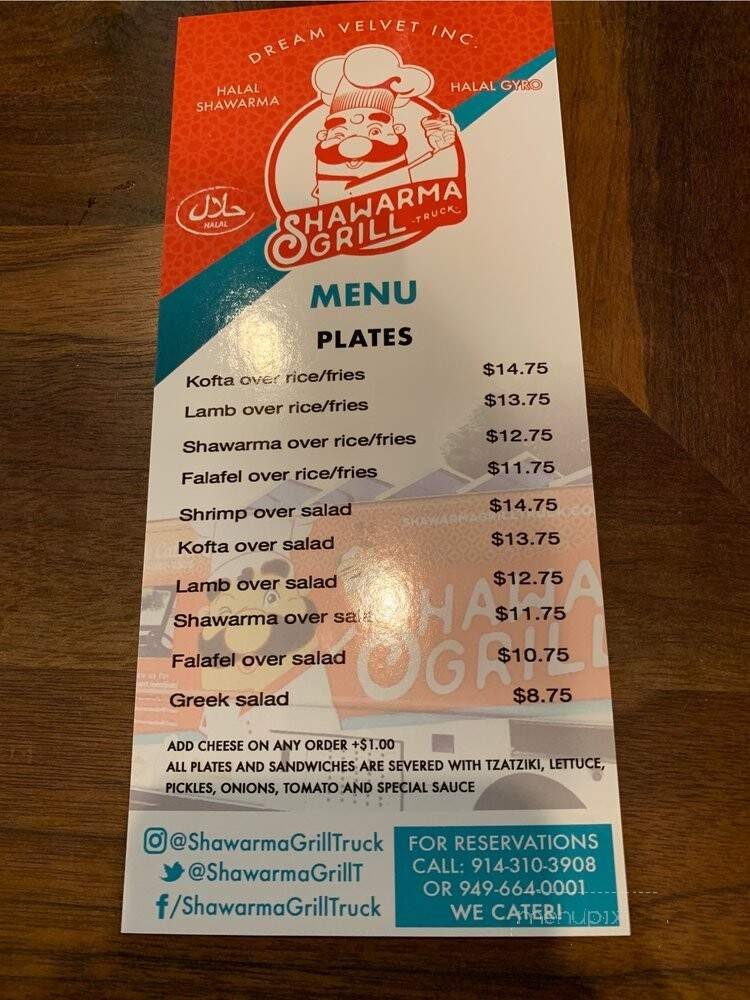 DREAM VELVET INC.
HALAL
SHAWARMA
HALAL GYRO
حلال
HALAL
SHAWARMA
GRILL -TRUCK-
MENU
PLATES
Kofta over rice/fries $14.75
Lamb over rice/fries $13.75
Shawarma over rice/fries $12.75
Falafel over rice/fries $11.75
Shrimp over salad $14.75
Kofta over salad $13.75
Lamb over salad $12.75
Shawarma over salad $11.75
Falafel over salad $10.75
Greek salad $8.75
SHAWA
GRILL
ADD CHEESE ON ANY ORDER +$1.00
ALL PLATES AND SANDWICHES ARE SEVERED WITH TZATZIKI, LETTUCE,
PICKLES, ONIONS, TOMATO AND SPECIAL SAUCE
@ShawarmaGrillTruck
@ShawarmaGrillT
f/ShawarmaGrillTruck
FOR RESERVATIONS
CALL: 914-310-3908
OR 949-664-0001
WE CATER!
menupix